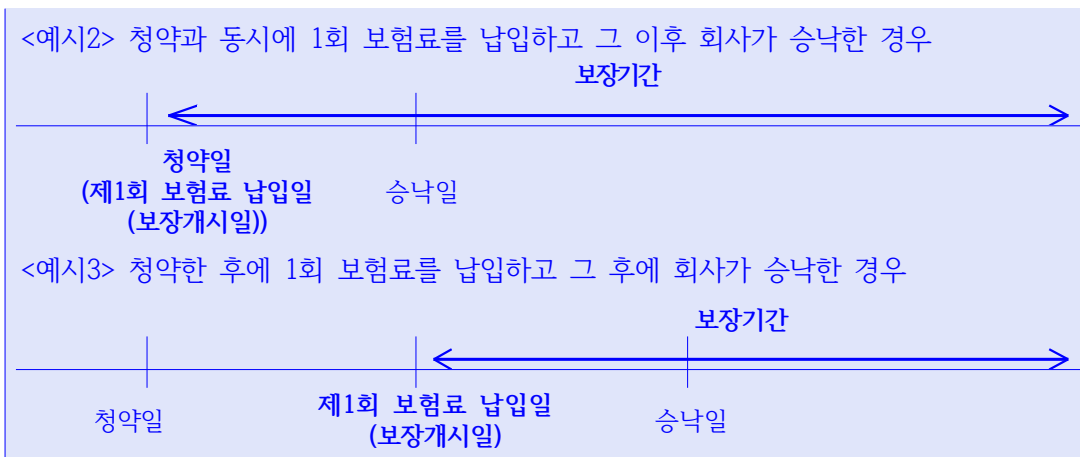 <예시2> 청약과 동시에 1회 보험료를 납입하고 그 이후 회사가 승낙한 경우
보장기간
청약일
(제1회 보험료 납입일
(보장개시일))
승낙일
<예시3> 청약한 후에 1회 보험료를 납입하고 그 후에 회사가 승낙한 경우
보장기간
청약일
제1회 보험료 납입일
(보장개시일)
승낙일